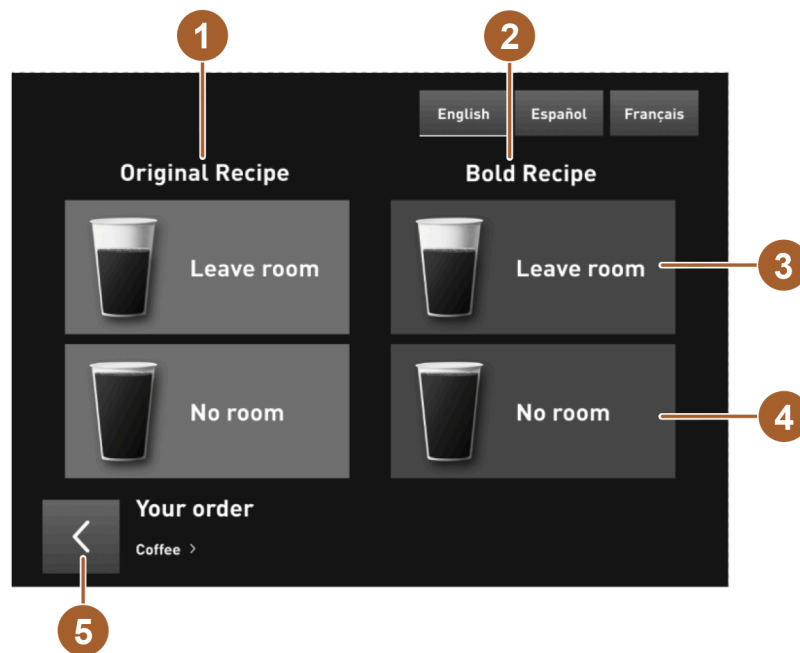 1 2
English Español Français
Original Recipe Bold Recipe
Leave room Leave room 3
No room No room 4
Your order
Coffee >
5